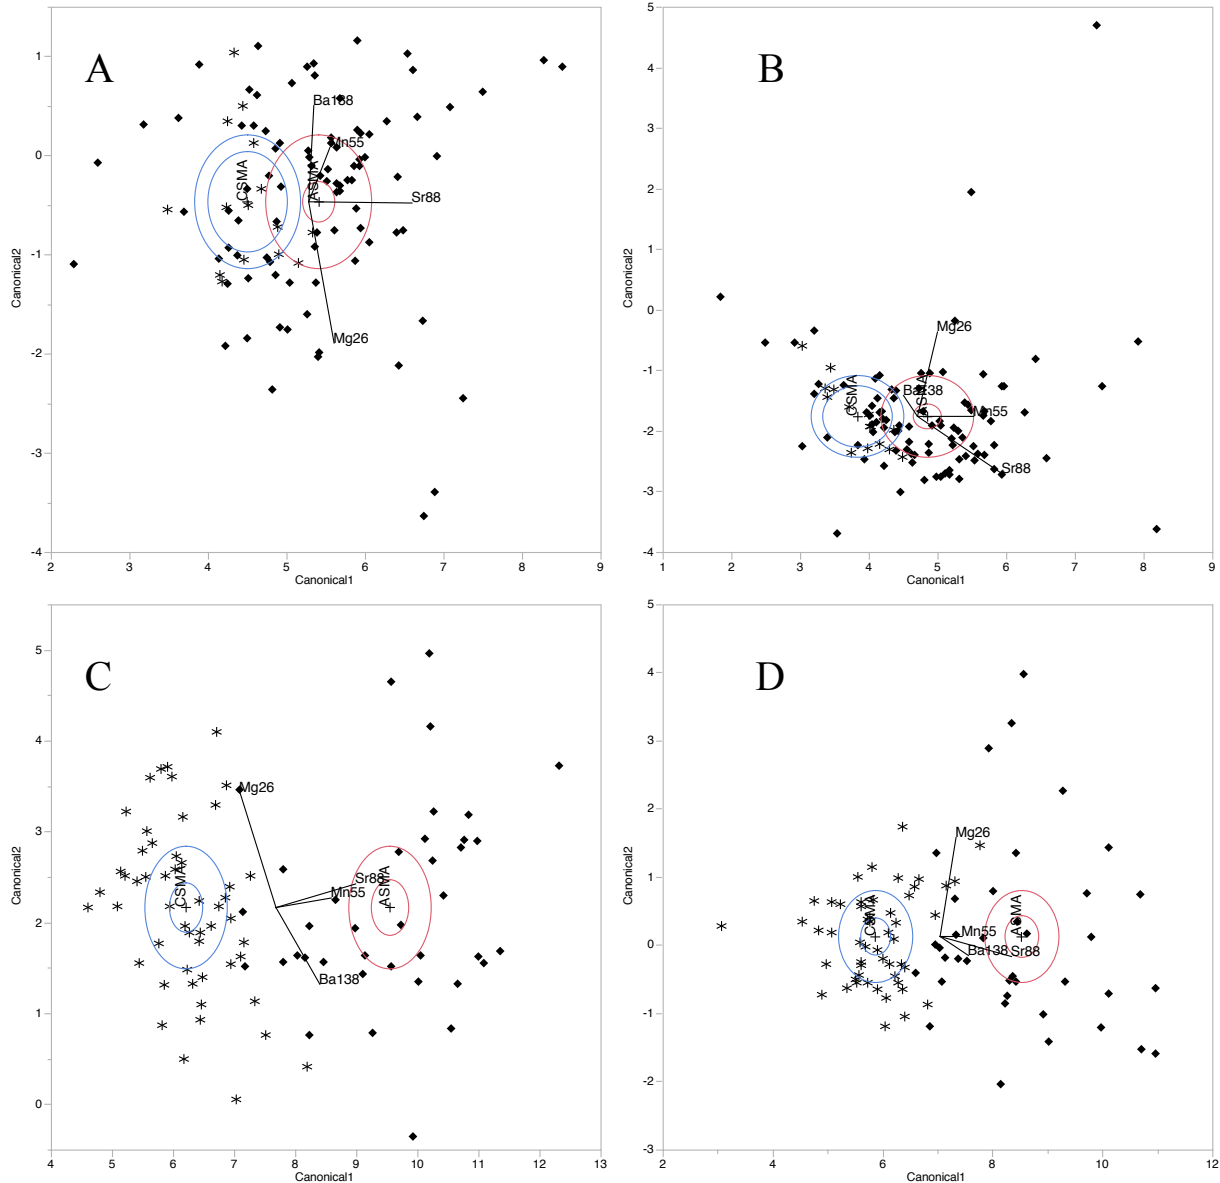 A
1
0
-1
-2
-3
-4
2
3
4
5
6
7
8
9
Canonical1
Canonical2
Ba138
Mn55
Sr88
Mg26
CSMA
ASMA
B
5
4
3
2
1
0
-1
-2
-3
-4
1
2
3
4
5
6
7
8
9
Canonical1
Canonical2
Mg26
Ba138
Mn55
Sr88
CSMA
ASMA
C
5
4
3
2
1
0
4
5
6
7
8
9
10
11
12
13
Canonical1
Canonical2
Mg26
Sr88
Mn55
Ba138
CSMA
ASMA
D
5
4
3
2
1
0
-1
-2
-3
2
4
6
8
10
12
Canonical1
Canonical2
Mg26
Mn55
Ba138
Sr88
CSMA
ASMA